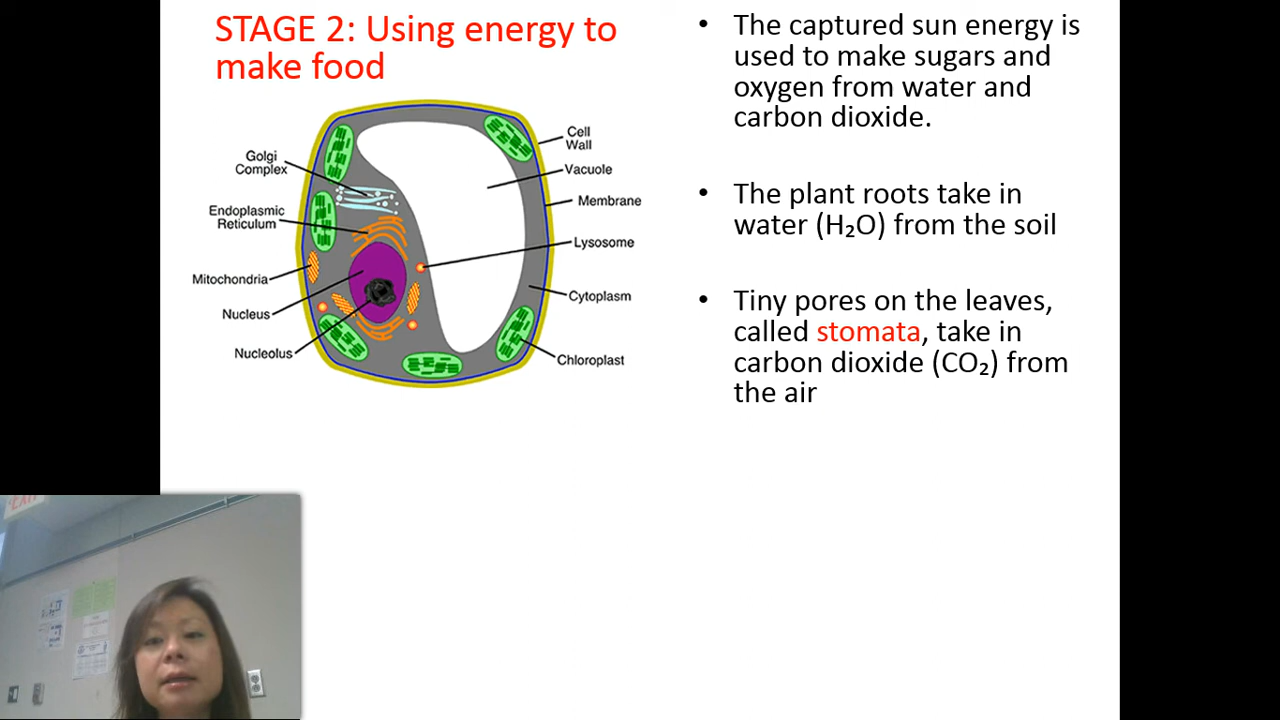 STAGE 2: Using energy to
make food
Golgi
Complex
Endoplasmic
Reticulum
Mitochondria
Nucleus
Nucleolus
Cell
Wall
Vacuole
Membrane
Lysosome
Cytoplasm
Chloroplast
• The captured sun energy is
used to make sugars and
oxygen from water and
carbon dioxide.
• The plant roots take in
water (H₂O) from the soil
• Tiny pores on the leaves,
called stomata, take in
carbon dioxide (CO₂) from
the air
EXIT